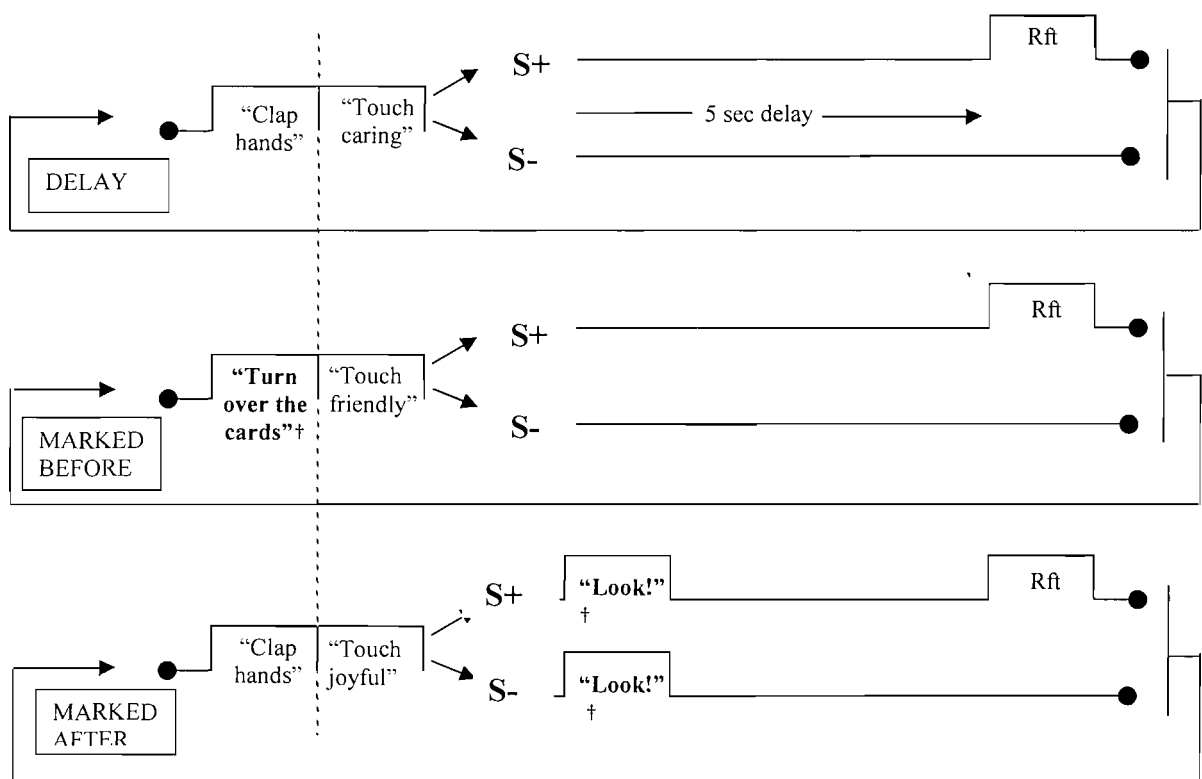 Rft
S+
“Clap
hands”
“Touch
caring”
5 sec delay
S-
DELAY
Rft
S+
“Turn
over the
cards”†
“Touch
friendly”
S-
MARKED
BEFORE
Rft
S+
“Look!”
†
“Clap
hands”
“Touch
joyful”
S-
“Look!”
†
MARKED
AFTER